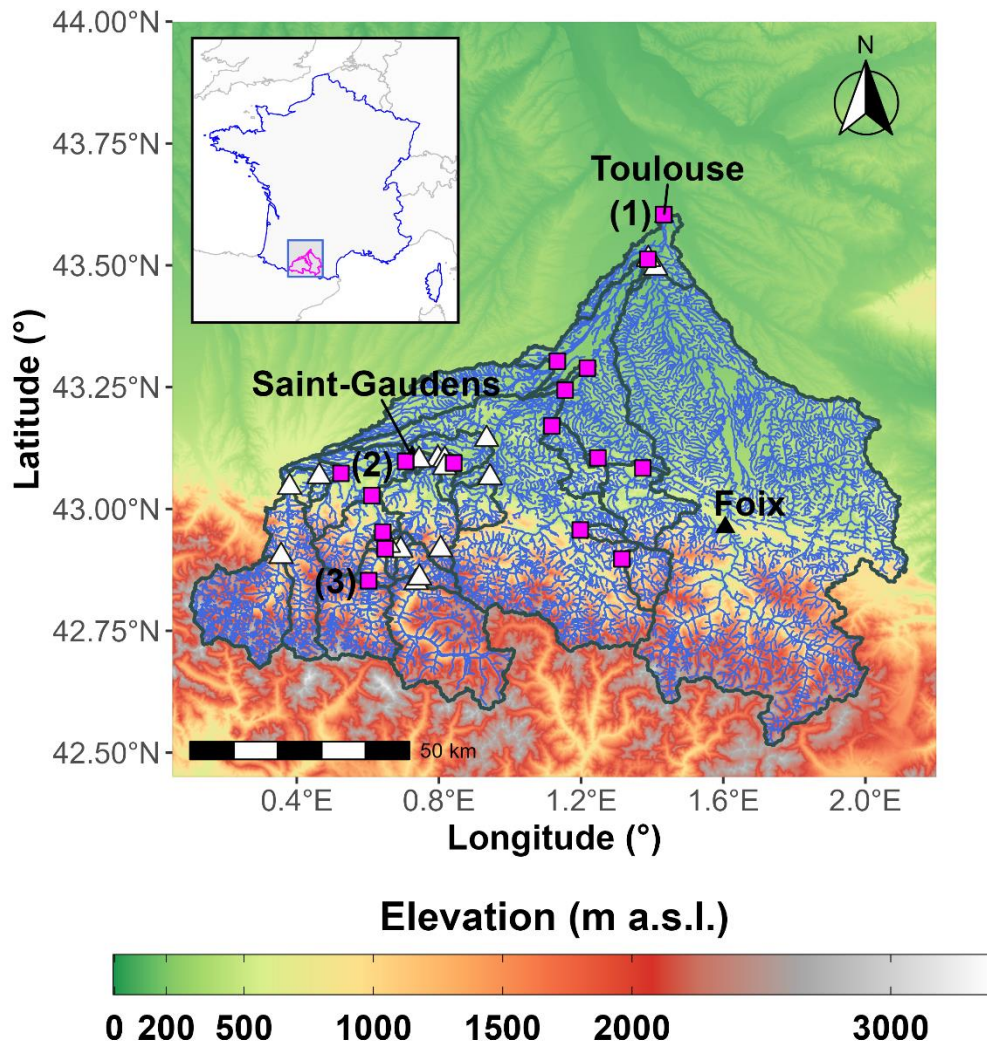 44.00°N
N
43.75°N
Toulouse
(1)
43.50°N
Saint-Gaudens
43.25°N
(2)
Foix
43.00°N
(3)
42.75°N
50 km
42.50°N
0.4°E 0.8°E 1.2°E 1.6°E 2.0°E
Latitude (°)
Longitude (°)
Elevation (m a.s.l.)
0 200 500 1000 1500 2000 3000